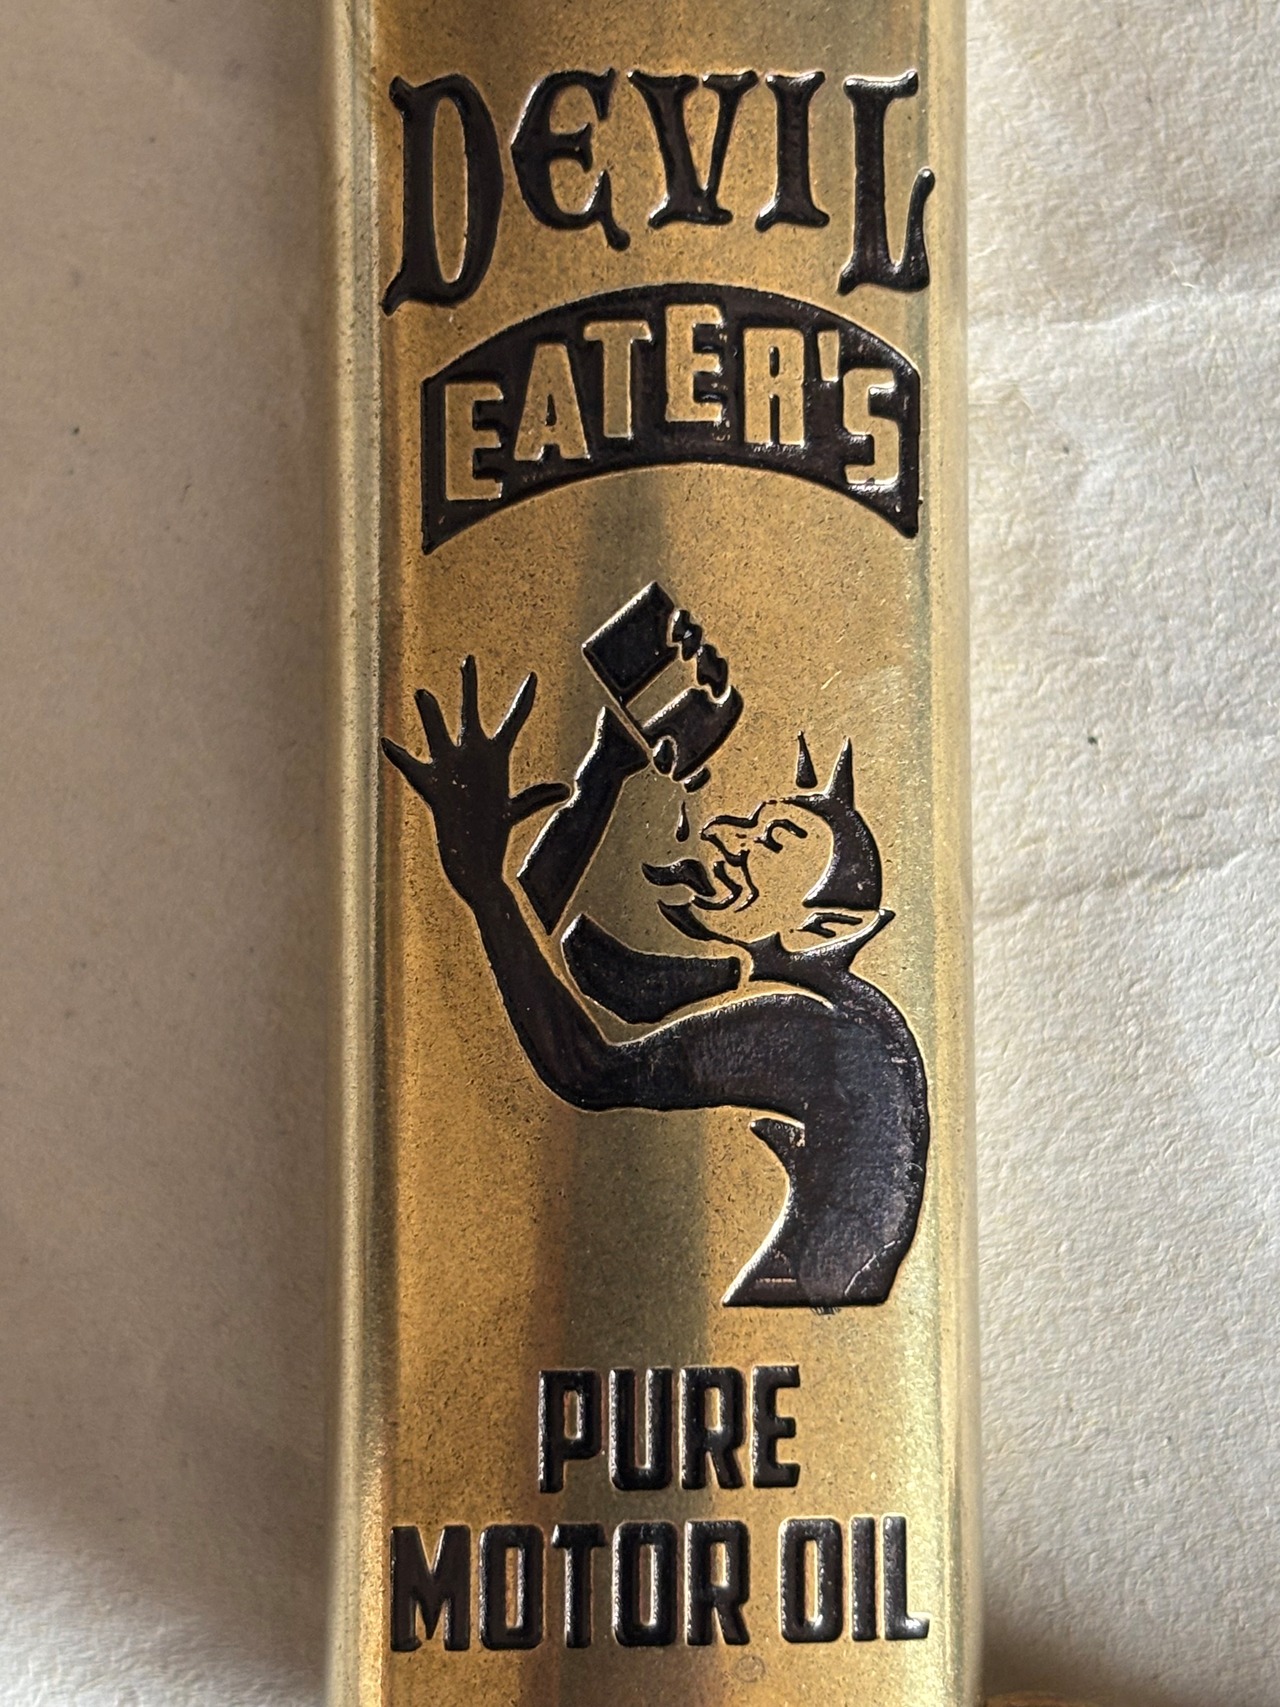 DEVIL
EATER'S
PURE
MOTOR OIL